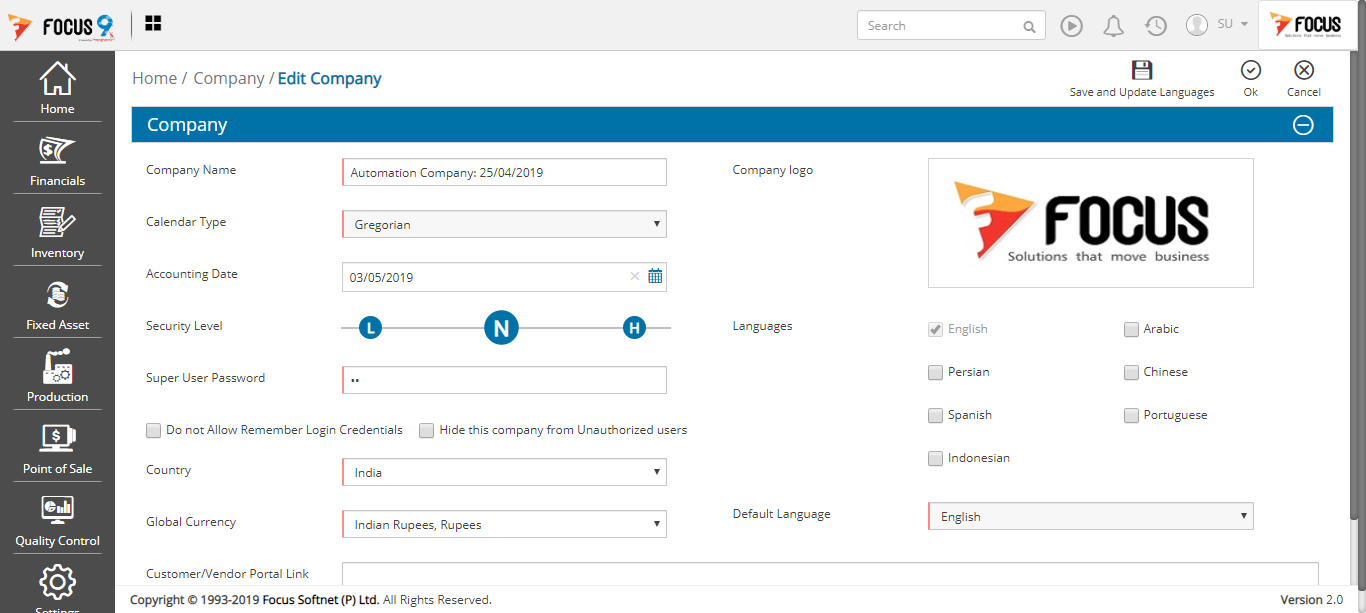 FOCUS 9
Search
SU
FOCUS
Solutions that move business
Home
Financials
Inventory
Fixed Asset
Production
Point of Sale
Quality Control
Settings
Home / Company / Edit Company
Save and Update Languages
Ok
Cancel
Company
Company Name
Automation Company: 25/04/2019
Company logo
FOCUS
Solutions that move business
Calendar Type
Gregorian
Accounting Date
03/05/2019
Security Level
L
N
H
Languages
English
Arabic
Super User Password
••
Persian
Chinese
Spanish
Portuguese
Do not Allow Remember Login Credentials
Hide this company from Unauthorized users
Indonesian
Country
India
Global Currency
Indian Rupees, Rupees
Default Language
English
Customer/Vendor Portal Link
Copyright © 1993-2019 Focus Softnet (P) Ltd. All Rights Reserved.
Version 2.0